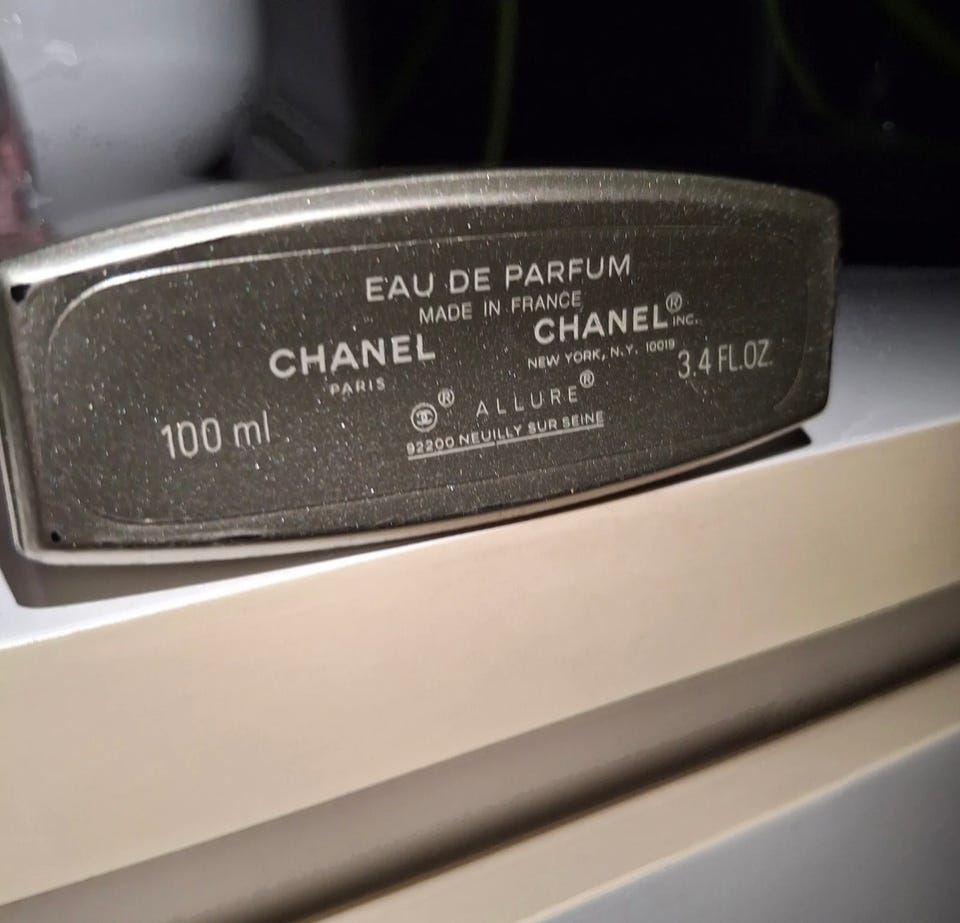 EAU DE PARFUM
MADE IN FRANCE
CHANEL
PARIS
CHANEL® INC.
NEW YORK, N.Y. 10019
100 ml
3.4 FL.OZ.
® ALLURE®
92200 NEUILLY SUR SEINE